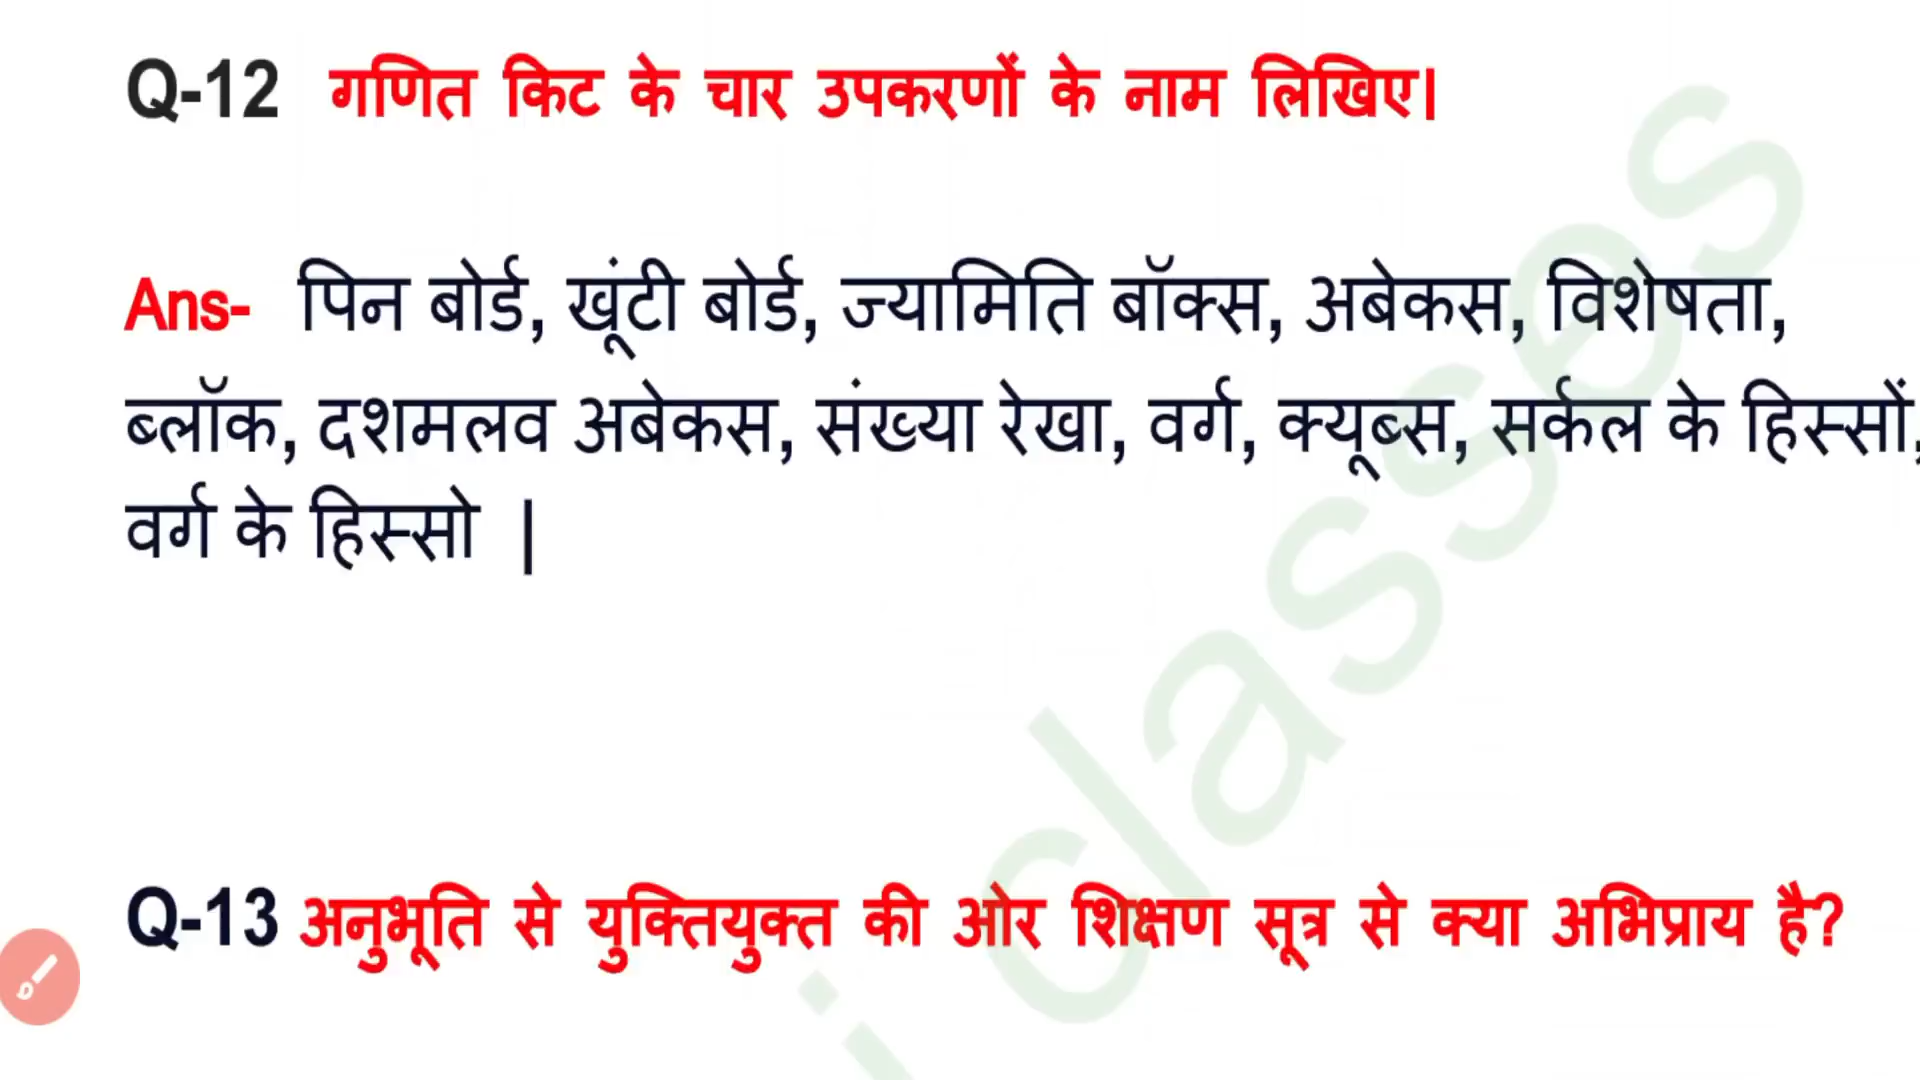 Q-12 गणित किट के चार उपकरणों के नाम लिखिए।
Ans- पिन बोर्ड, खूंटी बोर्ड, ज्यामिति बॉक्स, अबेकस, विशेषता,
ब्लॉक, दशमलव अबेकस, संख्या रेखा, वर्ग, क्यूब्स, सर्कल के हिस्सों,
वर्ग के हिस्सो |
Q-13 अनुभूति से युक्तियुक्त की ओर शिक्षण सूत्र से क्या अभिप्राय है?
i classes